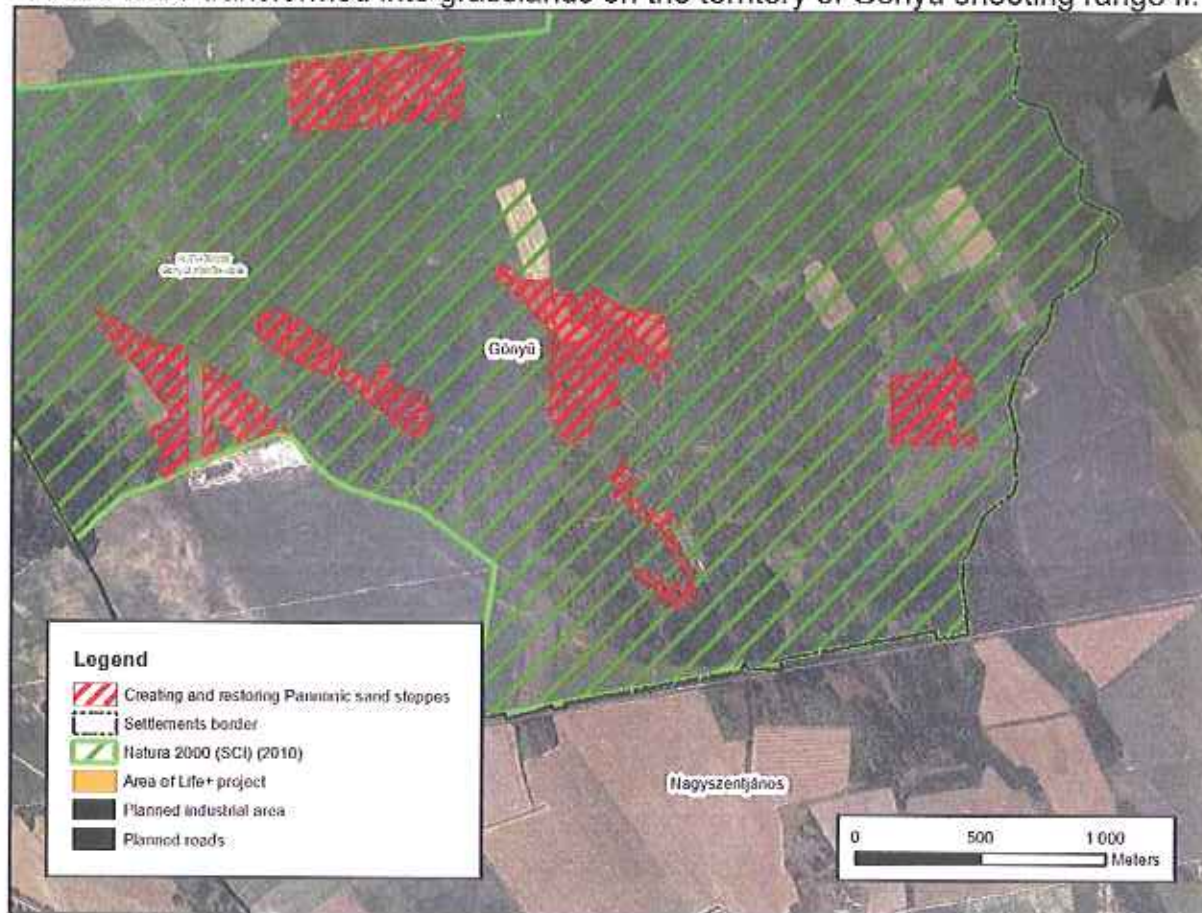 transformed into grasslands on the territory of Gönyű shooting range II.
Gönyű
Legend
Creating and restoring Pannonic sand steppes
Settlements border
Natura 2000 (SCI) (2010)
Area of Life+ project
Planned industrial area
Planned roads
Nagyszentjános
0 500 1 000
Meters